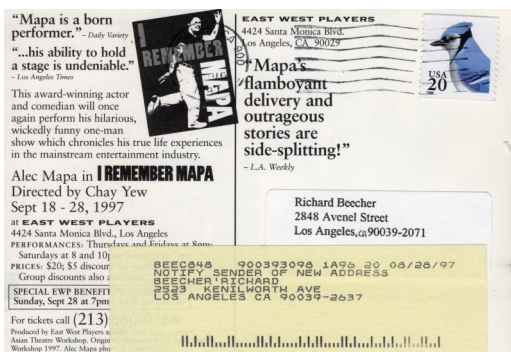 “Mapa is a born
performer.” – Daily Variety
“...his ability to hold
a stage is undeniable.”
– Los Angeles Times
This award-winning actor
and comedian will once
again perform his hilarious,
wickedly funny one-man
show which chronicles his true life experiences
in the mainstream entertainment industry.
I
REMEMBER
MAPA
Alec Mapa in I REMEMBER MAPA
Directed by Chay Yew
Sept 18 - 28, 1997
at EAST WEST PLAYERS
4424 Santa Monica Blvd., Los Angeles
PERFORMANCES: Thursdays and Fridays at 8pm;
Saturdays at 8 and 10p
PRICES: $20; $5 discoun
Group discounts also a
SPECIAL EWP BENEFIT
Sunday, Sept 28 at 7pm
For tickets call (213)
Produced by East West Players a
Asian Theatre Workshop. Origin
Workshop 1997. Alec Mapa pho
EAST WEST PLAYERS
4424 Santa Monica Blvd.
Los Angeles, CA 90029
“Mapa’s
flamboyant
delivery and
outrageous
stories are
side-splitting!”
– L.A. Weekly
CA 900
USA
20
Richard Beecher
2848 Avenel Street
Los Angeles, CA 90039-2071
BEEC848 900393098 1A96 20 08/28/97
NOTIFY SENDER OF NEW ADDRESS
BEECHER'RICHARD
2523 KENILWORTH AVE
LOS ANGELES CA 90039-2637